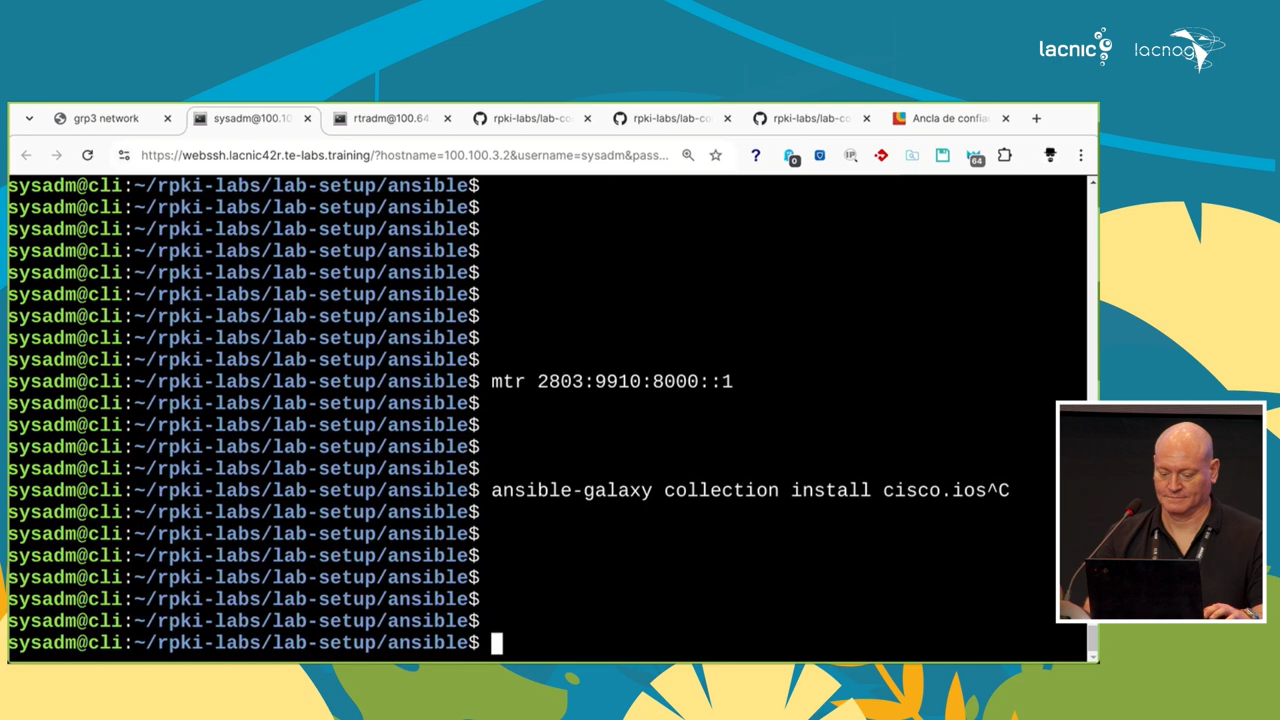 lacnic lacnog
grp3 network
sysadm@100.10
rtradm@100.64
rpki-labs/lab-co
rpki-labs/lab-co
rpki-labs/lab-co
Ancla de confia
https://webssh.lacnic42r.te-labs.training/?hostname=100.100.3.2&username=sysadm&pass...
? 0 IP 64
sysadm@cli:~/rpki-labs/lab-setup/ansible$
sysadm@cli:~/rpki-labs/lab-setup/ansible$
sysadm@cli:~/rpki-labs/lab-setup/ansible$
sysadm@cli:~/rpki-labs/lab-setup/ansible$
sysadm@cli:~/rpki-labs/lab-setup/ansible$
sysadm@cli:~/rpki-labs/lab-setup/ansible$
sysadm@cli:~/rpki-labs/lab-setup/ansible$
sysadm@cli:~/rpki-labs/lab-setup/ansible$
sysadm@cli:~/rpki-labs/lab-setup/ansible$
sysadm@cli:~/rpki-labs/lab-setup/ansible$ mtr 2803:9910:8000::1
sysadm@cli:~/rpki-labs/lab-setup/ansible$
sysadm@cli:~/rpki-labs/lab-setup/ansible$
sysadm@cli:~/rpki-labs/lab-setup/ansible$
sysadm@cli:~/rpki-labs/lab-setup/ansible$
sysadm@cli:~/rpki-labs/lab-setup/ansible$ ansible-galaxy collection install cisco.ios^C
sysadm@cli:~/rpki-labs/lab-setup/ansible$
sysadm@cli:~/rpki-labs/lab-setup/ansible$
sysadm@cli:~/rpki-labs/lab-setup/ansible$
sysadm@cli:~/rpki-labs/lab-setup/ansible$
sysadm@cli:~/rpki-labs/lab-setup/ansible$
sysadm@cli:~/rpki-labs/lab-setup/ansible$
sysadm@cli:~/rpki-labs/lab-setup/ansible$